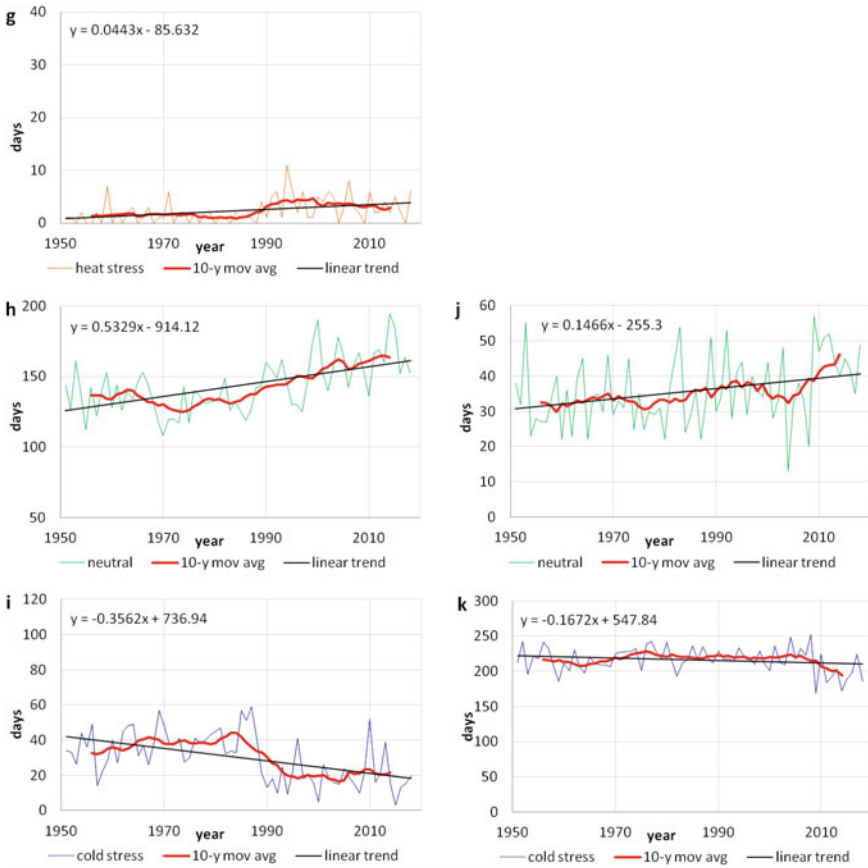 g
y = 0.0443x - 85.632
40
30
20
10
0
days
1950 1970 1990 2010
year
heat stress 10-y mov avg linear trend
h
y = 0.5329x - 914.12
200
150
100
50
days
1950 1970 1990 2010
year
neutral 10-y mov avg linear trend
j
y = 0.1466x - 255.3
60
50
40
30
20
10
0
days
1950 1970 1990 2010
year
neutral 10-y mov avg linear trend
i
y = -0.3562x + 736.94
120
100
80
60
40
20
0
days
1950 1970 1990 2010
year
cold stress 10-y mov avg linear trend
k
y = -0.1672x + 547.84
300
250
200
150
100
50
0
days
1950 1970 1990 2010
year
cold stress 10-y mov avg linear trend